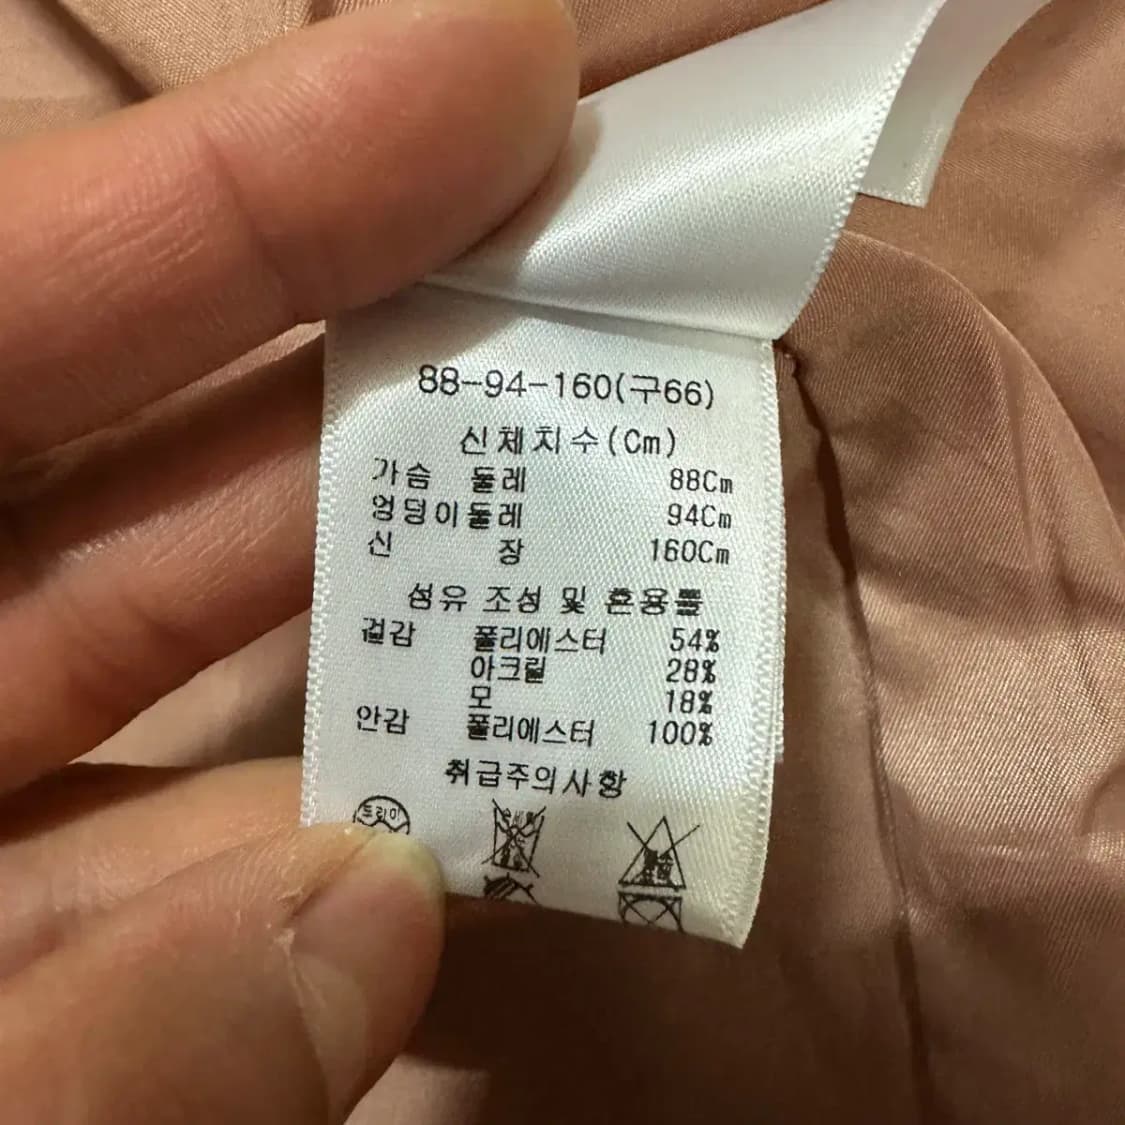 88-94-160(구66)
신체치수(Cm)
가슴 둘레 88Cm
엉덩이둘레 94Cm
신 장 160Cm
섬유 조성 및 혼용률
겉감 폴리에스터 54%
아크릴 28%
모 18%
안감 폴리에스터 100%
취급주의사항
드라이